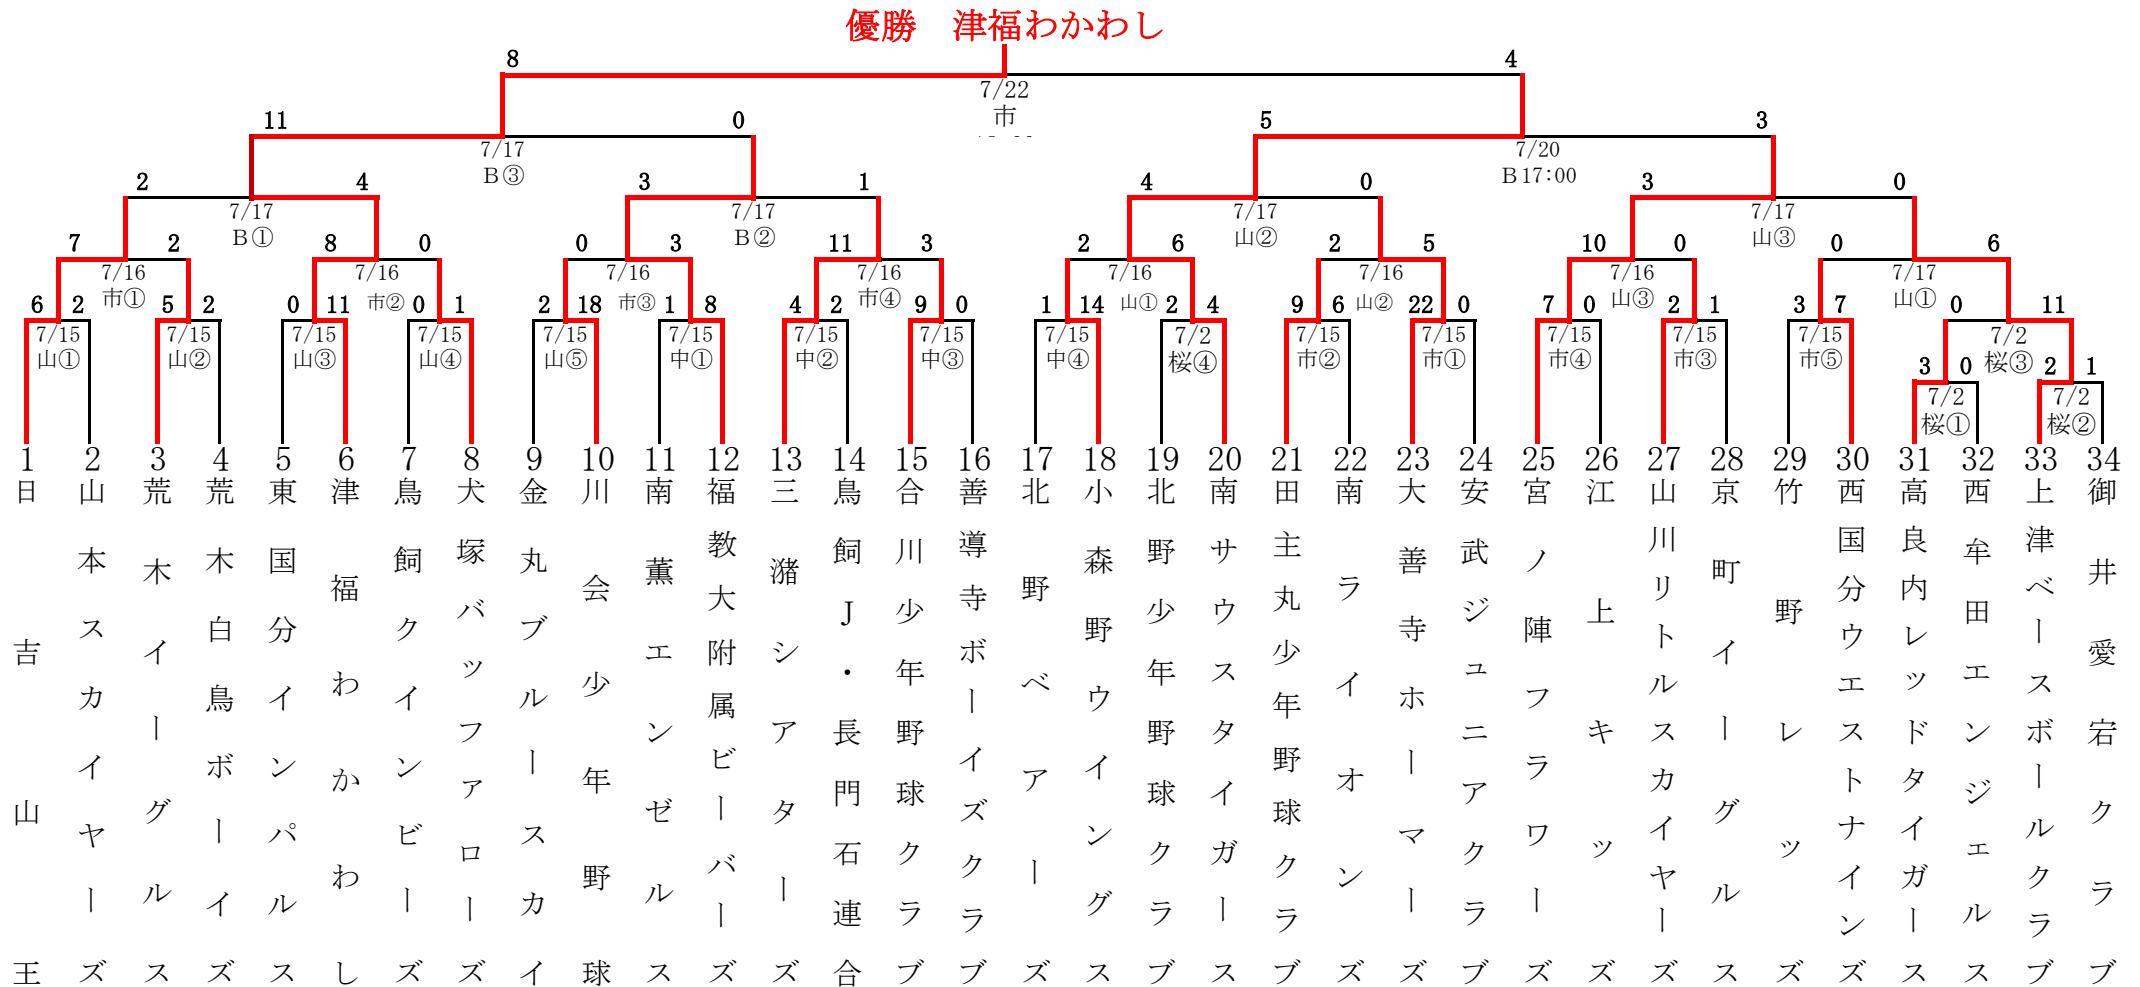 優勝　津福わかわし
8 4
7/22
市
11 0 5 3
7/17 7/20
B③ B17:00
2 4 3 1 4 0 3 0
7/17 7/17 7/17 7/17
B① B② 山② 山③
7 2 8 0 0 3 11 3 2 6 2 5 10 0 0 6
7/16 7/16 7/16 7/16 7/16 7/16 7/16 7/17
市① 市② 市③ 市④ 山① 山② 山③ 山①
6 2 5 2 0 11 0 1 2 18 1 8 4 2 9 0 1 14 2 4 9 6 22 0 7 0 2 1 3 7 0 11
7/15 7/15 7/15 7/15 7/15 7/15 7/15 7/15 7/15 7/2 7/15 7/15 7/15 7/15 7/15 7/2
山① 山② 山③ 山④ 山⑤ 中① 中② 中③ 中④ 桜④ 市② 市① 市④ 市③ 市⑤ 桜③
3 0 2 1
7/2 7/2
桜① 桜②
1 日吉山王
2 山本スカイヤーズ
3 荒木イーグルス
4 荒木白鳥ボーイズ
5 東国分インパルス
6 津福わかわし
7 鳥飼クインビーズ
8 犬塚バッファローズ
9 金丸ブルースカイ
10 川会少年野球
11 南薫エンゼルス
12 福教大附属ビーバーズ
13 三潴シアターズ
14 鳥飼J・長門石連合
15 合川少年野球クラブ
16 善導寺ボーイズクラブ
17 北野ベアーズ
18 小森野ウイングス
19 北野少年野球クラブ
20 南サウスタイガース
21 田主丸少年野球クラブ
22 南ライオンズ
23 大善寺ホーマーズ
24 安武ジュニアクラブ
25 宮ノ陣フラワーズ
26 江上キッズ
27 山川リトルスカイヤーズ
28 京町イーグルス
29 竹野レッズ
30 西国分ウエストナインズ
31 高良内レッドタイガース
32 西牟田エンジェルス
33 上津ベースボールクラブ
34 御井愛宕クラブ